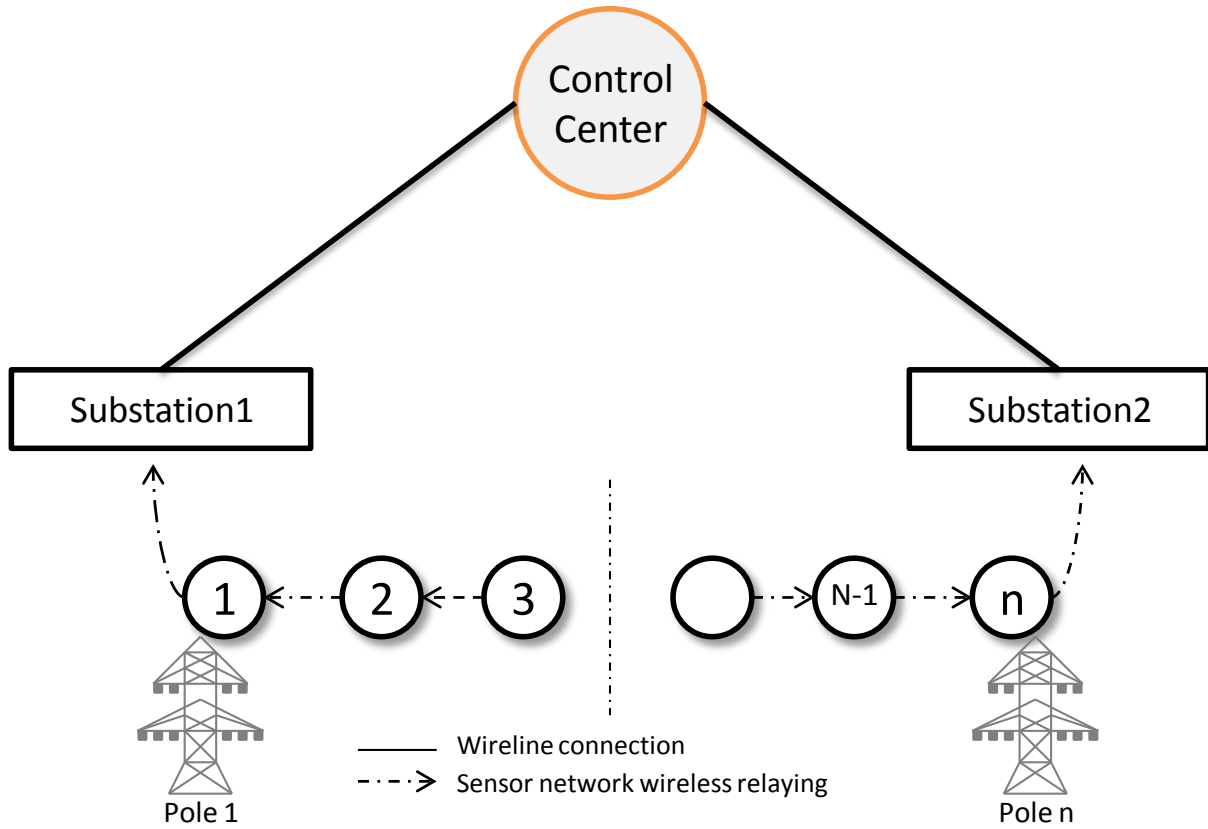 Control
Center
Substation1
Substation2
1
2
3
N-1
n
Wireline connection
Sensor network wireless relaying
Pole 1
Pole n